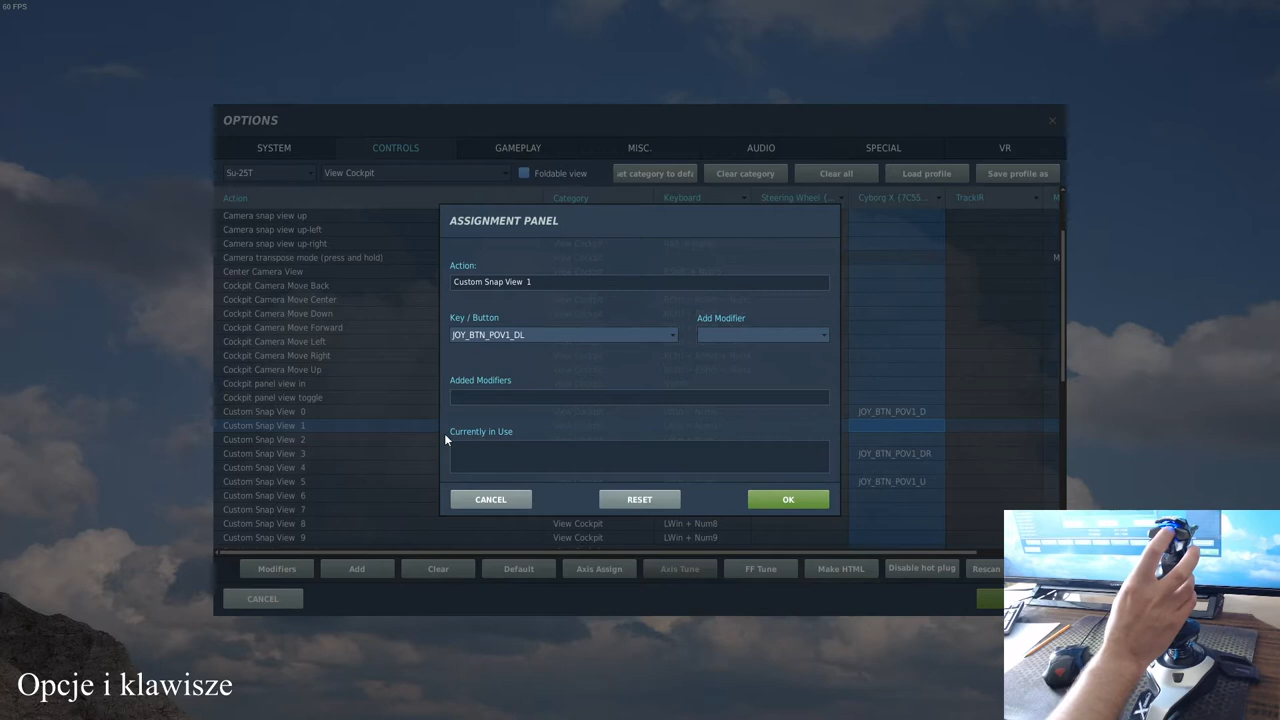 60 FPS
OPTIONS
SYSTEM CONTROLS GAMEPLAY MISC. AUDIO SPECIAL VR
Su-25T View Cockpit Foldable view et category to defa Clear category Clear all Load profile Save profile as
Action Category Keyboard Steering Wheel {... Cyborg X {7C55... TrackIR M
Camera snap view up
Camera snap view up-left
Camera snap view up-right
Camera transpose mode (press and hold) M
Center Camera View
Cockpit Camera Move Back
Cockpit Camera Move Center
Cockpit Camera Move Down
Cockpit Camera Move Forward
Cockpit Camera Move Left
Cockpit Camera Move Right
Cockpit Camera Move Up
Cockpit panel view in
Cockpit panel view toggle
Custom Snap View 0 JOY_BTN_POV1_D
Custom Snap View 1
Custom Snap View 2
Custom Snap View 3 JOY_BTN_POV1_DR
Custom Snap View 4
Custom Snap View 5 JOY_BTN_POV1_U
Custom Snap View 6
Custom Snap View 7
Custom Snap View 8 View Cockpit LWin + Num8
Custom Snap View 9 View Cockpit LWin + Num9
ASSIGNMENT PANEL
Action:
Custom Snap View 1
Key / Button Add Modifier
JOY_BTN_POV1_DL
Added Modifiers
Currently in Use
CANCEL RESET OK
Modifiers Add Clear Default Axis Assign Axis Tune FF Tune Make HTML Disable hot plug Rescan
CANCEL
Opcje i klawisze